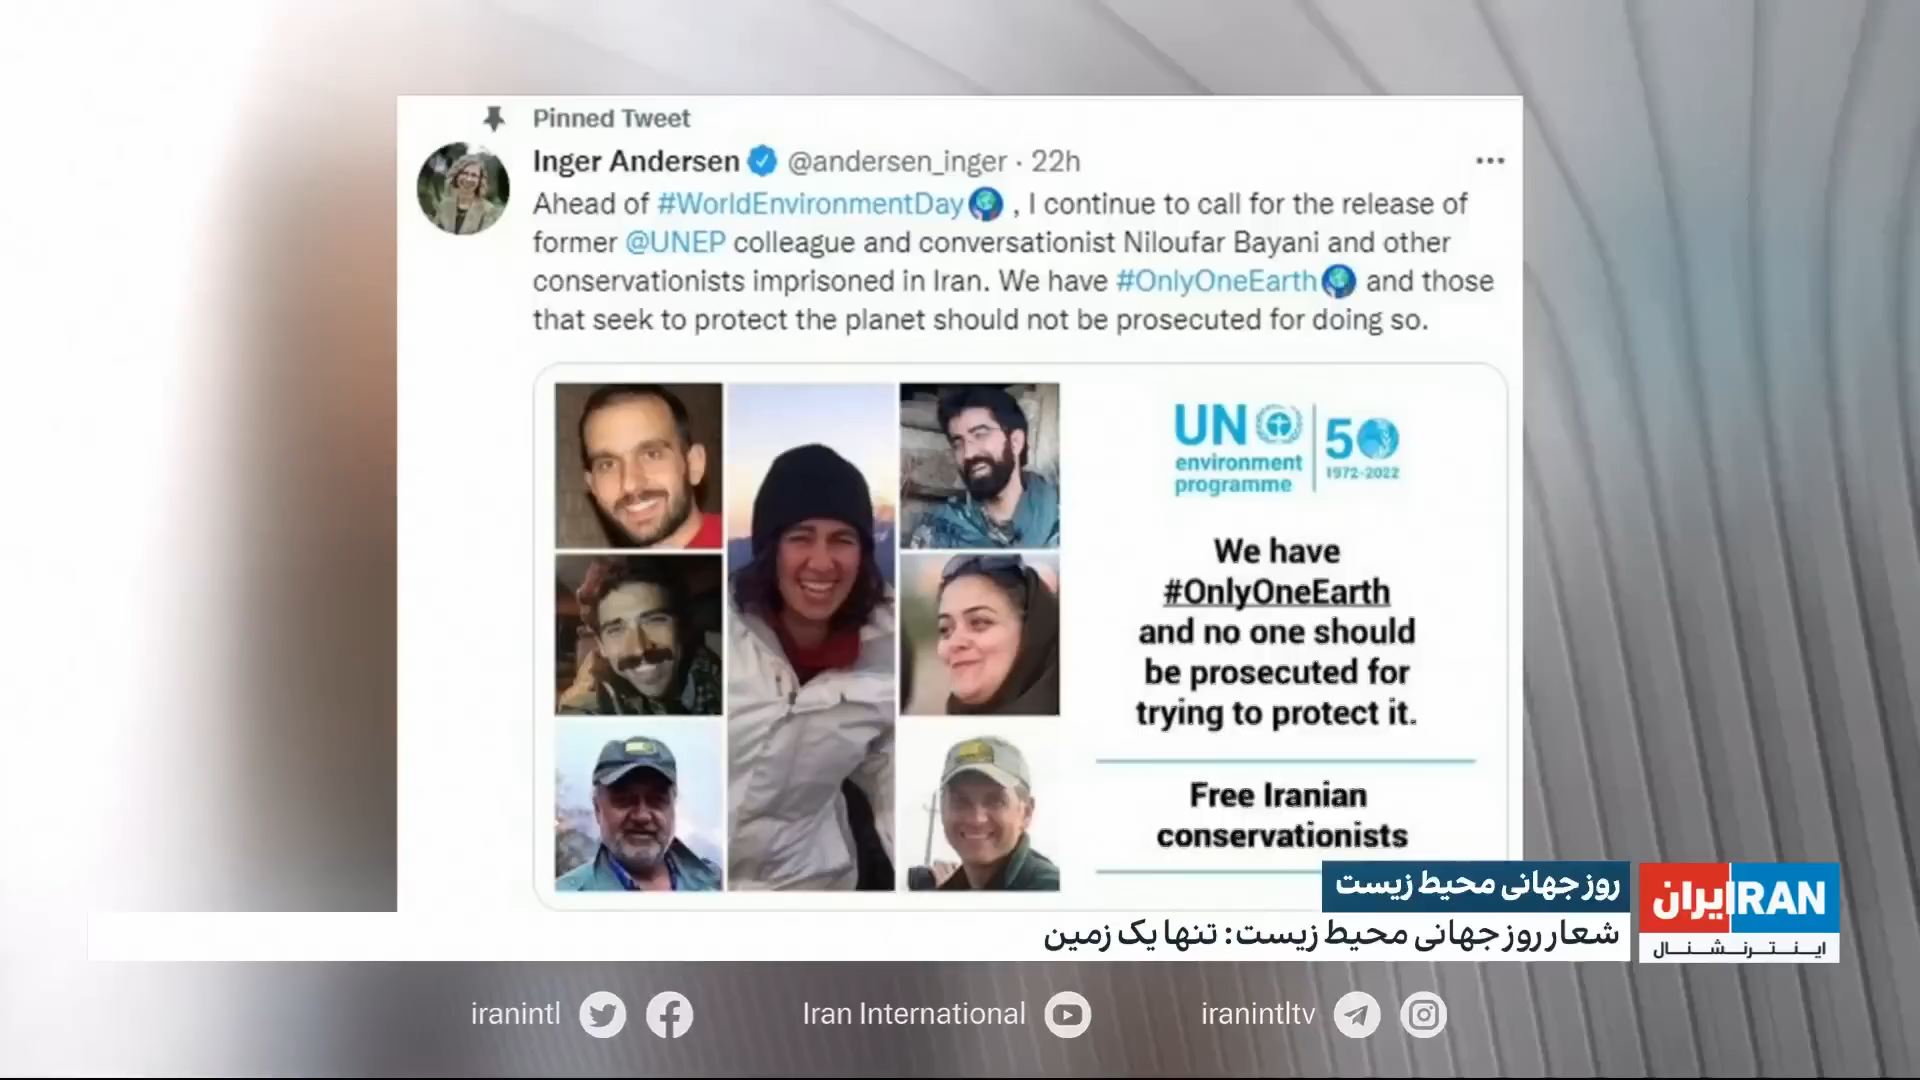 Pinned Tweet
Inger Andersen @andersen_inger · 22h
Ahead of #WorldEnvironmentDay , I continue to call for the release of
former @UNEP colleague and conversationist Niloufar Bayani and other
conservationists imprisoned in Iran. We have #OnlyOneEarth and those
that seek to protect the planet should not be prosecuted for doing so.
UN
environment
programme
50
1972-2022
We have
#OnlyOneEarth
and no one should
be prosecuted for
trying to protect it.
Free Iranian
conservationists
روز جهانی محیط زیست
شعار روز جهانی محیط زیست: تنها یک زمین
ایران IRAN
اینترنشنال
iranintl
Iran International
iranintltv